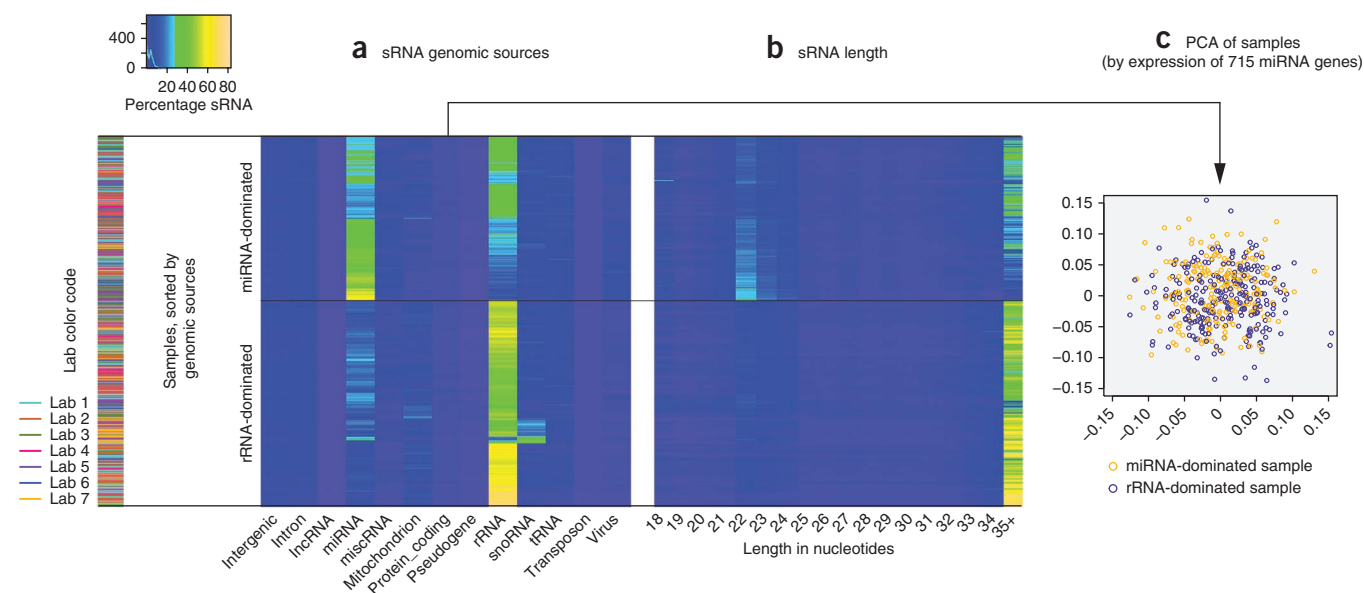 400
200
0
20 40 60 80
Percentage sRNA
a sRNA genomic sources
b sRNA length
c PCA of samples
(by expression of 715 miRNA genes)
Lab color code
Samples, sorted by
genomic sources
miRNA-dominated
rRNA-dominated
Lab 1
Lab 2
Lab 3
Lab 4
Lab 5
Lab 6
Lab 7
Intergenic
Intron
lncRNA
miRNA
miscRNA
Mitochondrion
Protein_coding
Pseudogene
rRNA
snoRNA
tRNA
Transposon
Virus
18
19
20
21
22
23
24
25
26
27
28
29
30
31
32
33
34
35+
Length in nucleotides
0.15
0.10
0.05
0
−0.05
−0.10
−0.15
−0.15
−0.10
−0.05
0
0.05
0.10
0.15
miRNA-dominated sample
rRNA-dominated sample